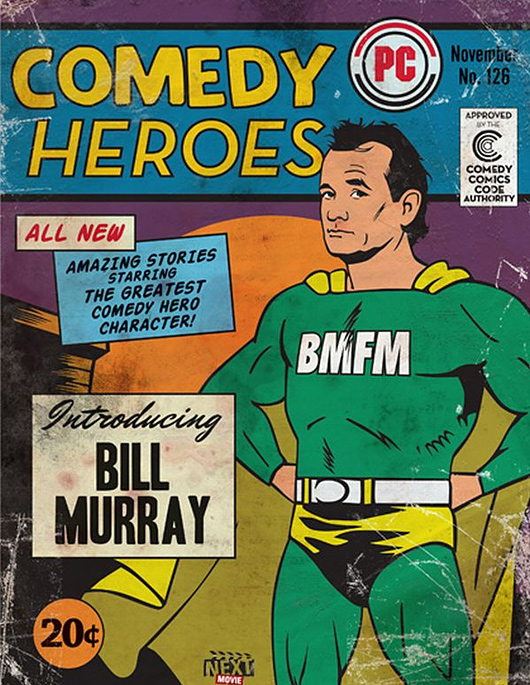 COMEDY
HEROES
PC
November
No. 126
APPROVED
BY THE
C
COMEDY
COMICS
CODE
AUTHORITY
ALL NEW
AMAZING STORIES
STARRING
THE GREATEST
COMEDY HERO
CHARACTER!
BMFM
Introducing
BILL
MURRAY
20¢
NEXT
MOVIE